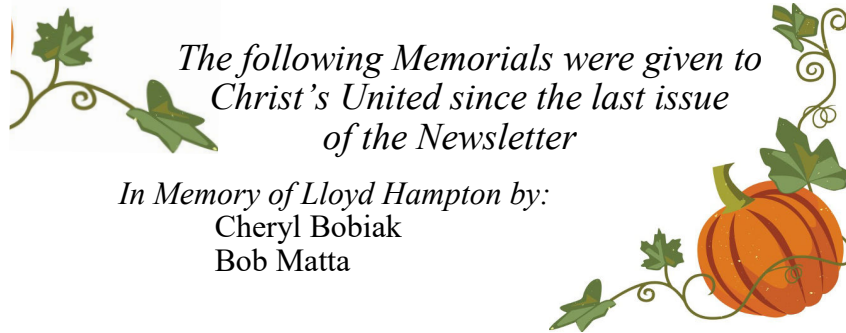 The following Memorials were given to
Christ’s United since the last issue
of the Newsletter
In Memory of Lloyd Hampton by:
Cheryl Bobiak
Bob Matta